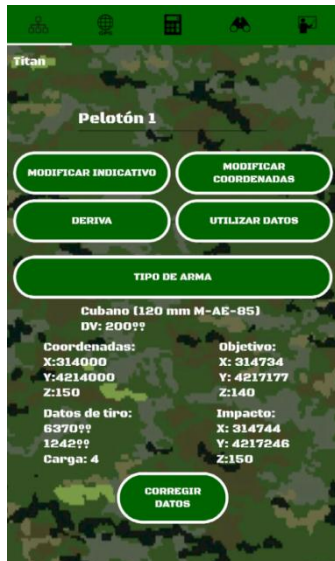 Titan
Pelotón 1
MODIFICAR INDICATIVO
MODIFICAR
COORDENADAS
DERIVA
UTILIZAR DATOS
TIPO DE ARMA
Cubano (120 mm M-AE-85)
DV: 200⁇
Coordenadas:
X:314000
Y:4214000
Z:150
Objetivo:
X: 314734
Y: 4217177
Z:140
Datos de tiro:
6370⁇
1242⁇
Carga: 4
Impacto:
X: 314744
Y: 4217246
Z:150
CORREGIR
DATOS